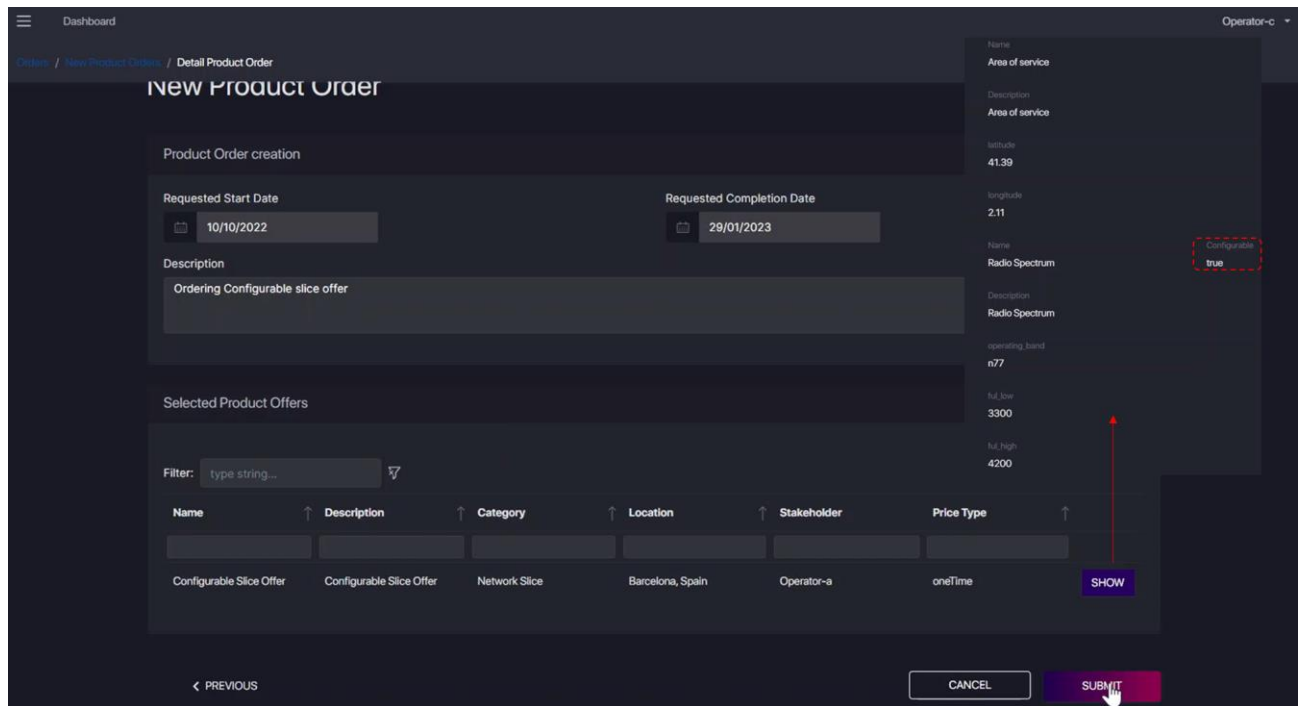 Dashboard
Operator-c
Orders / New Product Orders / Detail Product Order
New Product Order
Product Order creation
Requested Start Date
10/10/2022
Requested Completion Date
29/01/2023
Description
Ordering Configurable slice offer
Name
Area of service
Description
Area of service
latitude
41.39
longitude
2.11
Name
Radio Spectrum
Configurable
true
Description
Radio Spectrum
operating_band
n77
ful_low
3300
ful_high
4200
Selected Product Offers
Filter: type string...
Name Description Category Location Stakeholder Price Type
Configurable Slice Offer Configurable Slice Offer Network Slice Barcelona, Spain Operator-a oneTime SHOW
PREVIOUS
CANCEL
SUBMIT